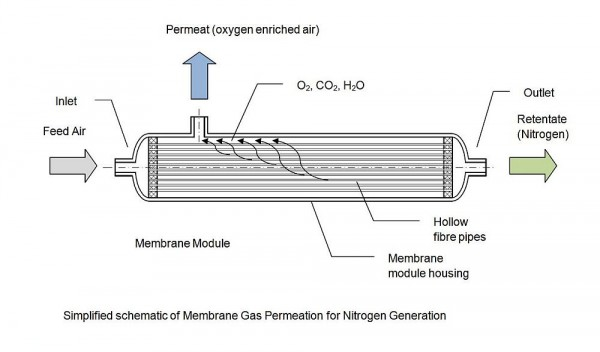 Permeat (oxygen enriched air)
O₂, CO₂, H₂O
Inlet
Outlet
Feed Air
Retentate
(Nitrogen)
Hollow
fibre pipes
Membrane Module
Membrane
module housing
Simplified schematic of Membrane Gas Permeation for Nitrogen Generation